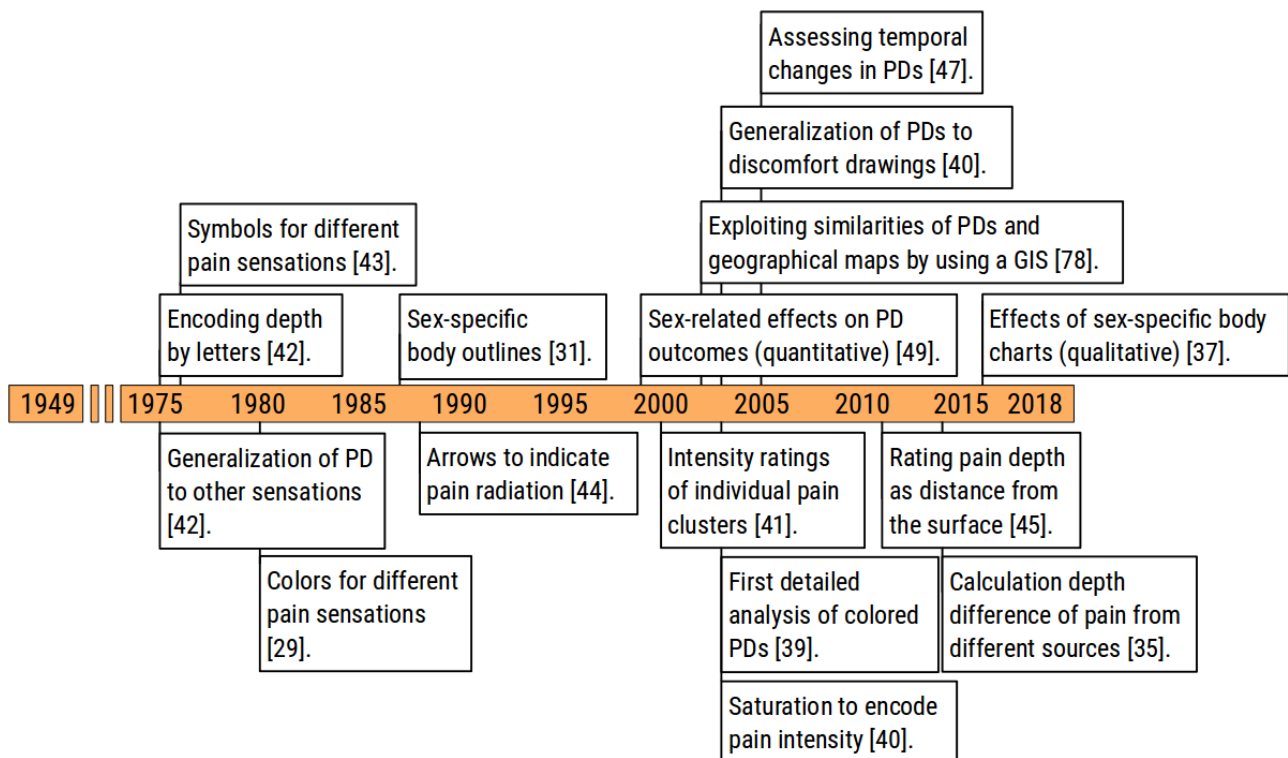 Assessing temporal
changes in PDs [47].
Generalization of PDs to
discomfort drawings [40].
Symbols for different
pain sensations [43].
Exploiting similarities of PDs and
geographical maps by using a GIS [78].
Encoding depth
by letters [42].
Sex-specific
body outlines [31].
Sex-related effects on PD
outcomes (quantitative) [49].
Effects of sex-specific body
charts (qualitative) [37].
1949 1975 1980 1985 1990 1995 2000 2005 2010 2015 2018
Generalization of PD
to other sensations
[42].
Arrows to indicate
pain radiation [44].
Intensity ratings
of individual pain
clusters [41].
Rating pain depth
as distance from
the surface [45].
Colors for different
pain sensations
[29].
First detailed
analysis of colored
PDs [39].
Calculation depth
difference of pain from
different sources [35].
Saturation to encode
pain intensity [40].